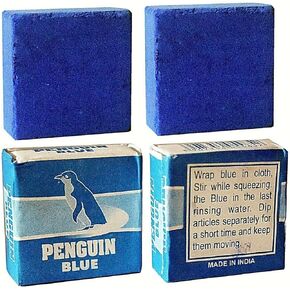 PENGUIN
BLUE
Wrap blue in cloth,
Stir while squeezing
the Blue in the last
rinsing water. Dip
articles separately for
a short time and keep
them moving.
MADE IN INDIA